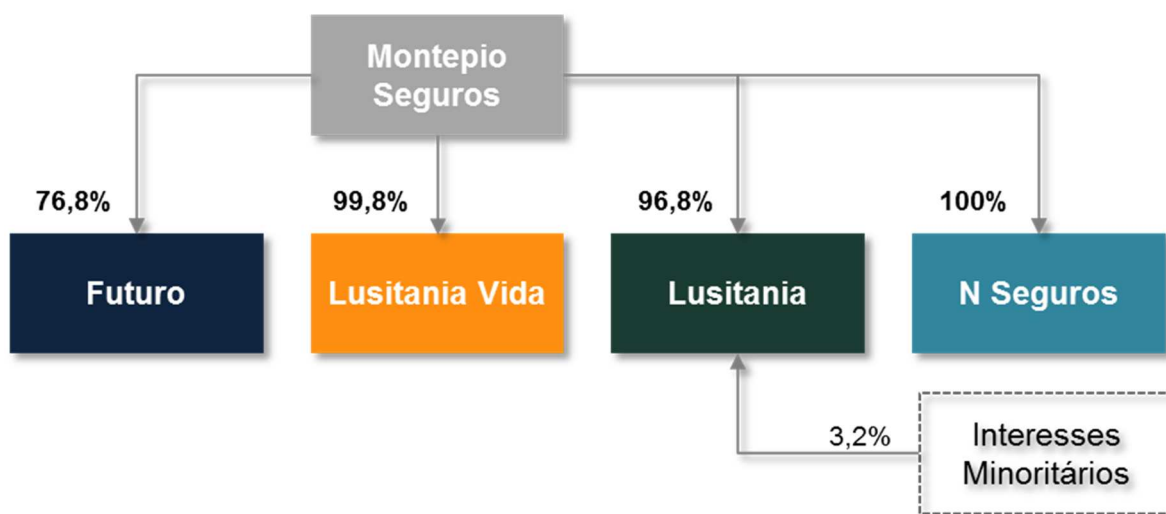 Montepio
Seguros
76,8%
99,8%
96,8%
100%
Futuro
Lusitania Vida
Lusitania
N Seguros
3,2%
Interesses
Minoritários